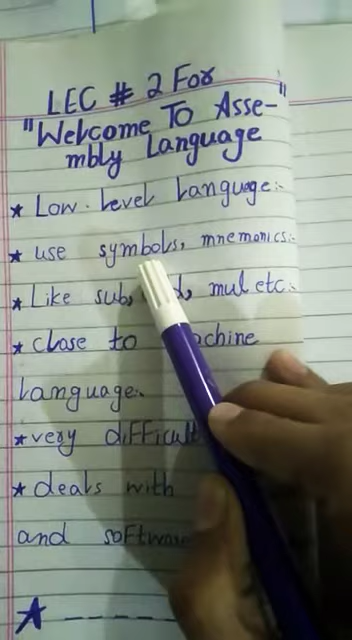 LEC # 2 For
"Welcome To Asse-"
mbly Language
* Low-level language:-
* use symbols, mnemonics:-
* Like sub, mul etc:-
* close to
language:-
* very difficult
* deals with
and software